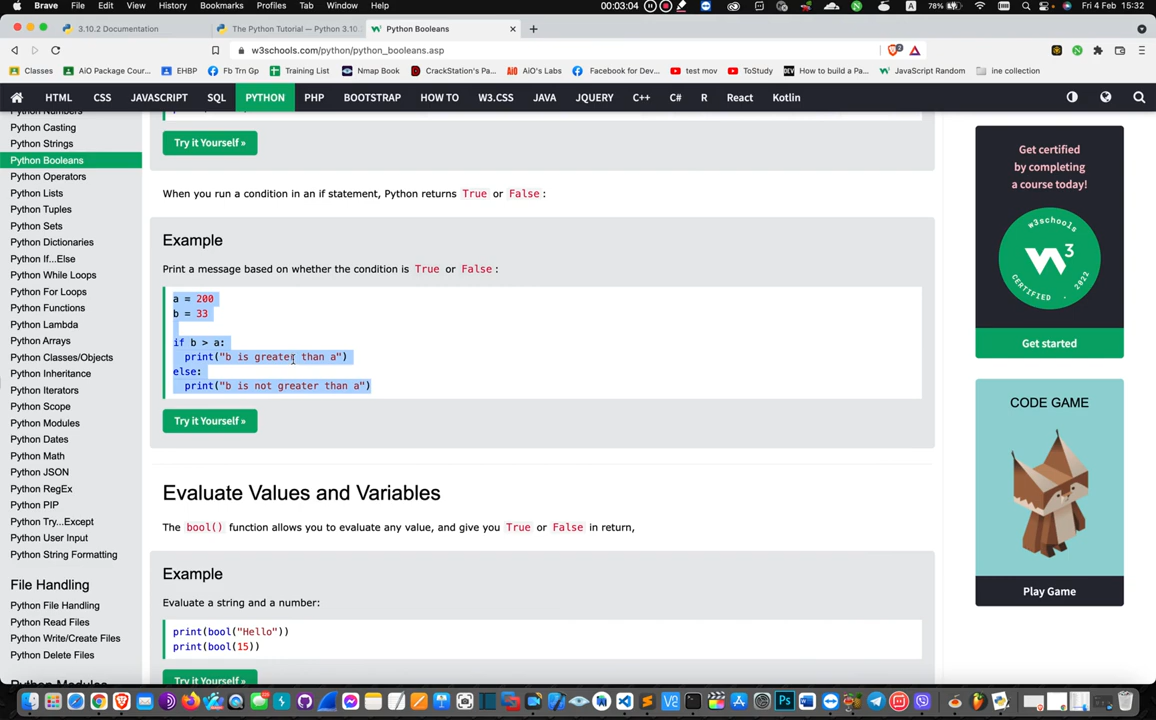 Brave File Edit View History Bookmarks Profiles Tab Window Help 00:03:04 78% Fri 4 Feb 15:32
3.10.2 Documentation
The Python Tutorial — Python 3.10.
Python Booleans
w3schools.com/python/python_booleans.asp
Classes AiO Package Cour... EHBP Fb Trn Gp Training List Nmap Book CrackStation's Pa... AiO's Labs Facebook for Dev... test mov ToStudy How to build a Pa... JavaScript Random ine collection
HTML CSS JAVASCRIPT SQL PYTHON PHP BOOTSTRAP HOW TO W3.CSS JAVA JQUERY C++ C# R React Kotlin
Python Numbers
Python Casting
Python Strings
Python Booleans
Python Operators
Python Lists
Python Tuples
Python Sets
Python Dictionaries
Python If...Else
Python While Loops
Python For Loops
Python Functions
Python Lambda
Python Arrays
Python Classes/Objects
Python Inheritance
Python Iterators
Python Scope
Python Modules
Python Dates
Python Math
Python JSON
Python RegEx
Python PIP
Python Try...Except
Python User Input
Python String Formatting
File Handling
Python File Handling
Python Read Files
Python Write/Create Files
Python Delete Files
Python Modules
Try it Yourself »
When you run a condition in an if statement, Python returns True or False:
Example
Print a message based on whether the condition is True or False:
a = 200
b = 33
if b > a:
print("b is greater than a")
else:
print("b is not greater than a")
Try it Yourself »
Evaluate Values and Variables
The bool() function allows you to evaluate any value, and give you True or False in return,
Example
Evaluate a string and a number:
print(bool("Hello"))
print(bool(15))
Try it Yourself »
Get certified
by completing
a course today!
w3schools
W3
CERTIFIED . 2022
Get started
CODE GAME
Play Game